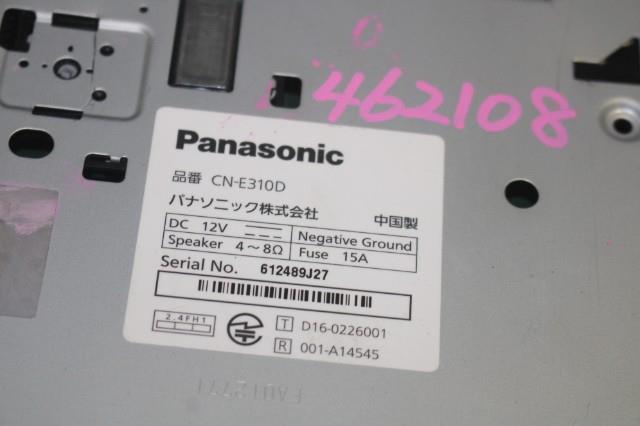 462108
Panasonic
品番 CN-E310D
パナソニック株式会社 中国製
DC 12V Negative Ground
Speaker 4～8Ω Fuse 15A
Serial No. 612489J27
2.4FH1
T D16-0226001
R 001-A14545